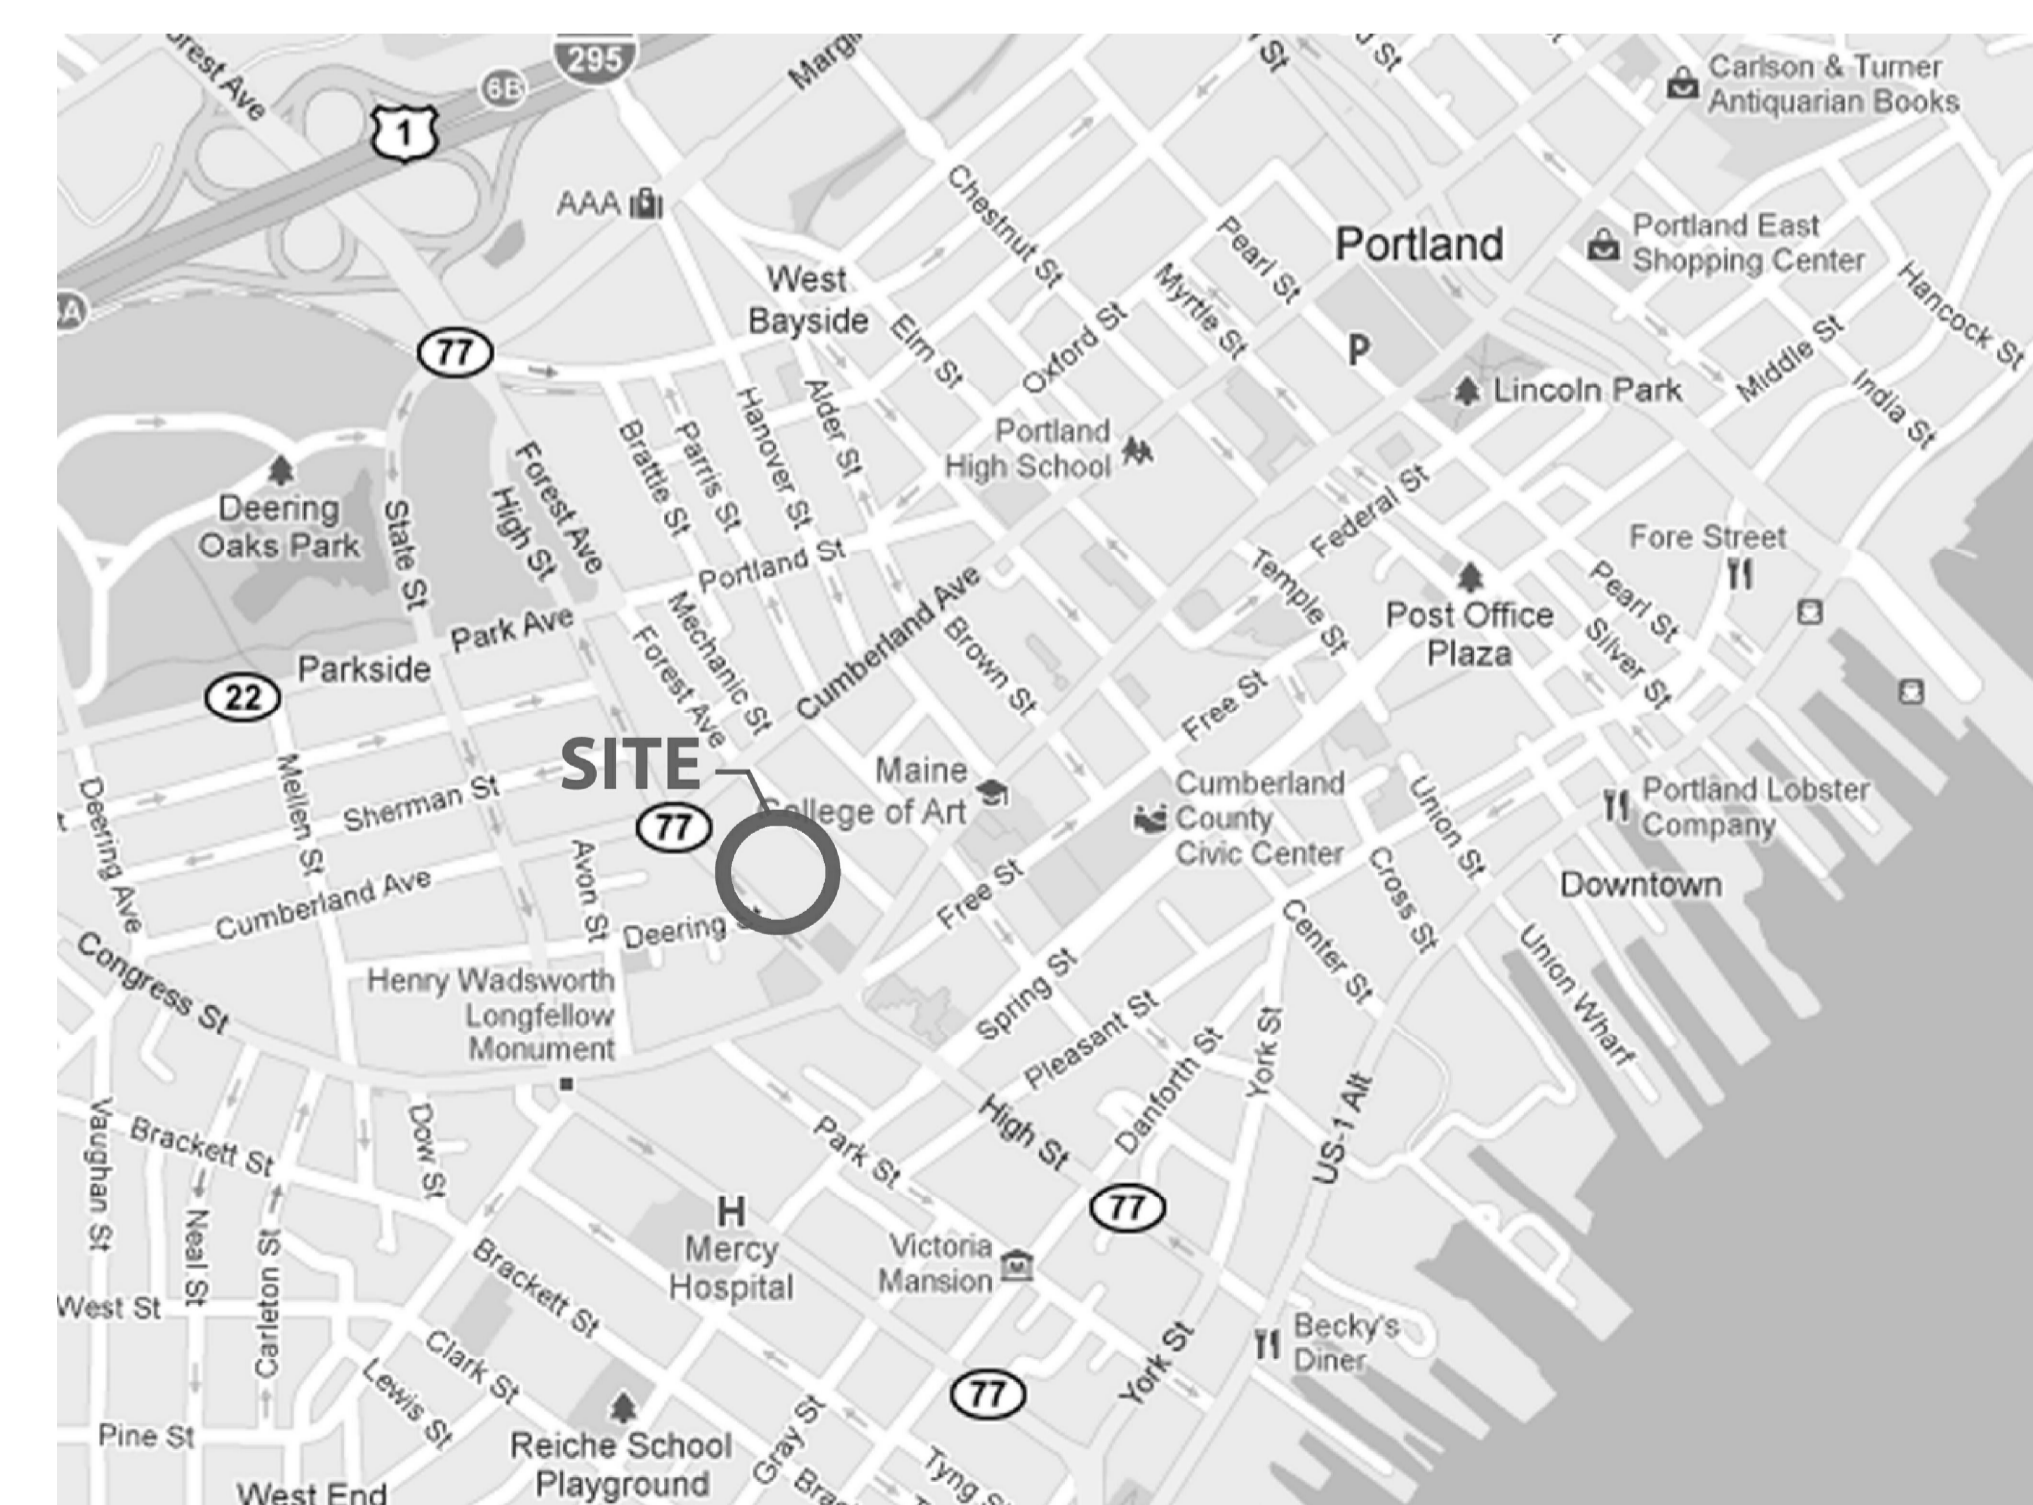 orest Ave
295
6B
1
Margi
St
d St
St
Carlson & Turner
Antiquarian Books
AAA
Chestnut St
Pearl St
Portland
Portland East
Shopping Center
Hancock St
West
Bayside
Myrtle St
Oxford St
Elm St
77
P
Middle St
India St
Lincoln Park
Alder St
Hanover St
Parris St
Brattle St
Portland
High School
Forest Ave
High St
State St
Deering
Oaks Park
Federal St
Fore Street
Portland St
Temple St
Pearl St
Silver St
Post Office
Plaza
Park Ave
Mechanic St
Forest Ave
Cumberland Ave
Brown St
Parkside
22
Free St
SITE
Maine
College of Art
Cumberland
County
Civic Center
Union St
Portland Lobster
Company
Downtown
Mellen St
Deering Ave
Sherman St
77
Avon St
Cross St
Cumberland Ave
Free St
Deering St
Center St
Union Wharf
Congress St
Henry Wadsworth
Longfellow
Monument
Spring St
Pleasant St
Danforth St
York St
US-1 Alt
Vaughan St
Brackett St
Dow St
Park St
High St
77
Neal St
Carleton St
H
Mercy
Hospital
Victoria
Mansion
Brackett St
West St
Clark St
Lewis St
Becky's
Diner
York St
77
Pine St
Reiche School
Playground
Gray St
Brac
Tyng St
West End